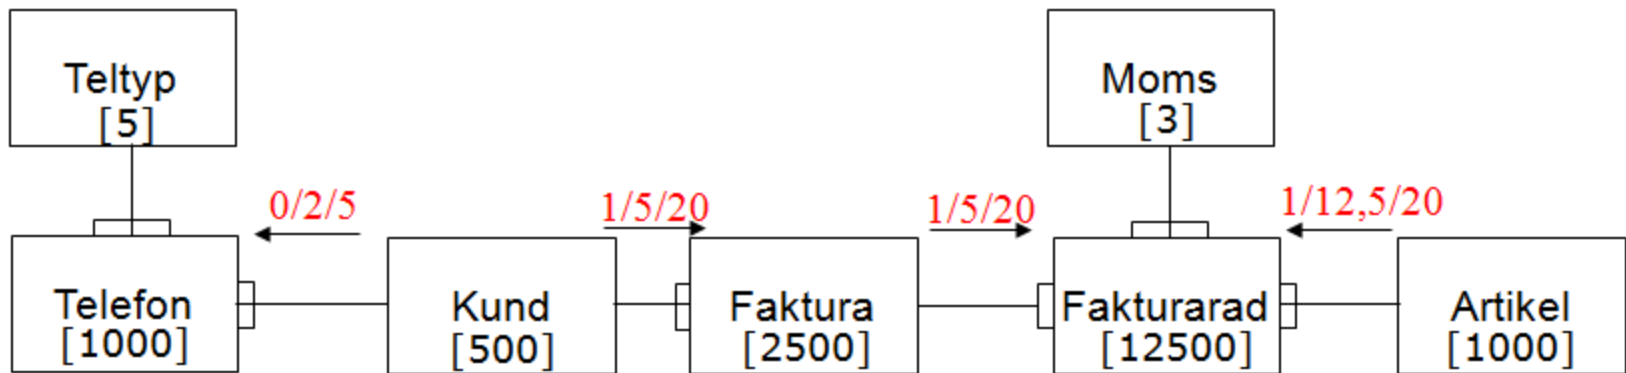 Teltyp
[5]
Moms
[3]
0/2/5
1/5/20
1/5/20
1/12,5/20
Telefon
[1000]
Kund
[500]
Faktura
[2500]
Fakturarad
[12500]
Artikel
[1000]